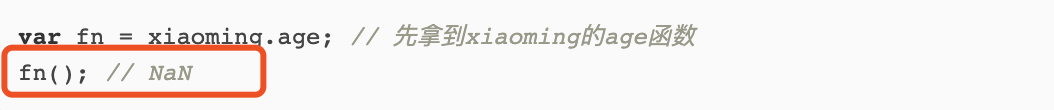 var fn = xiaoming.age; // 先拿到xiaoming的age函数
fn(); // NaN